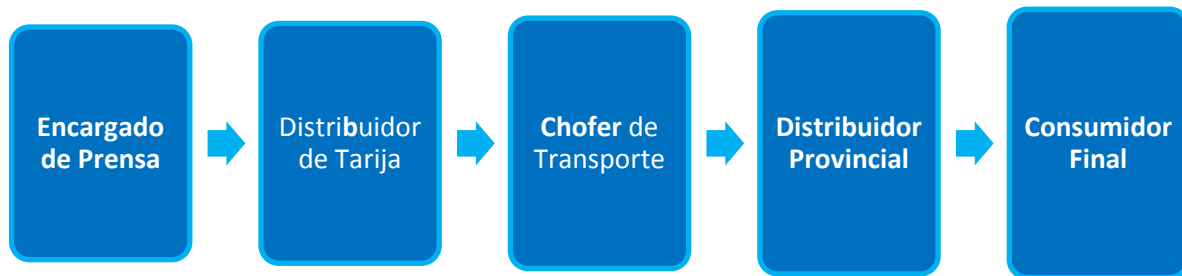 Encargado
de Prensa
Distribuidor
de Tarija
Chofer de
Transporte
Distribuidor
Provincial
Consumidor
Final